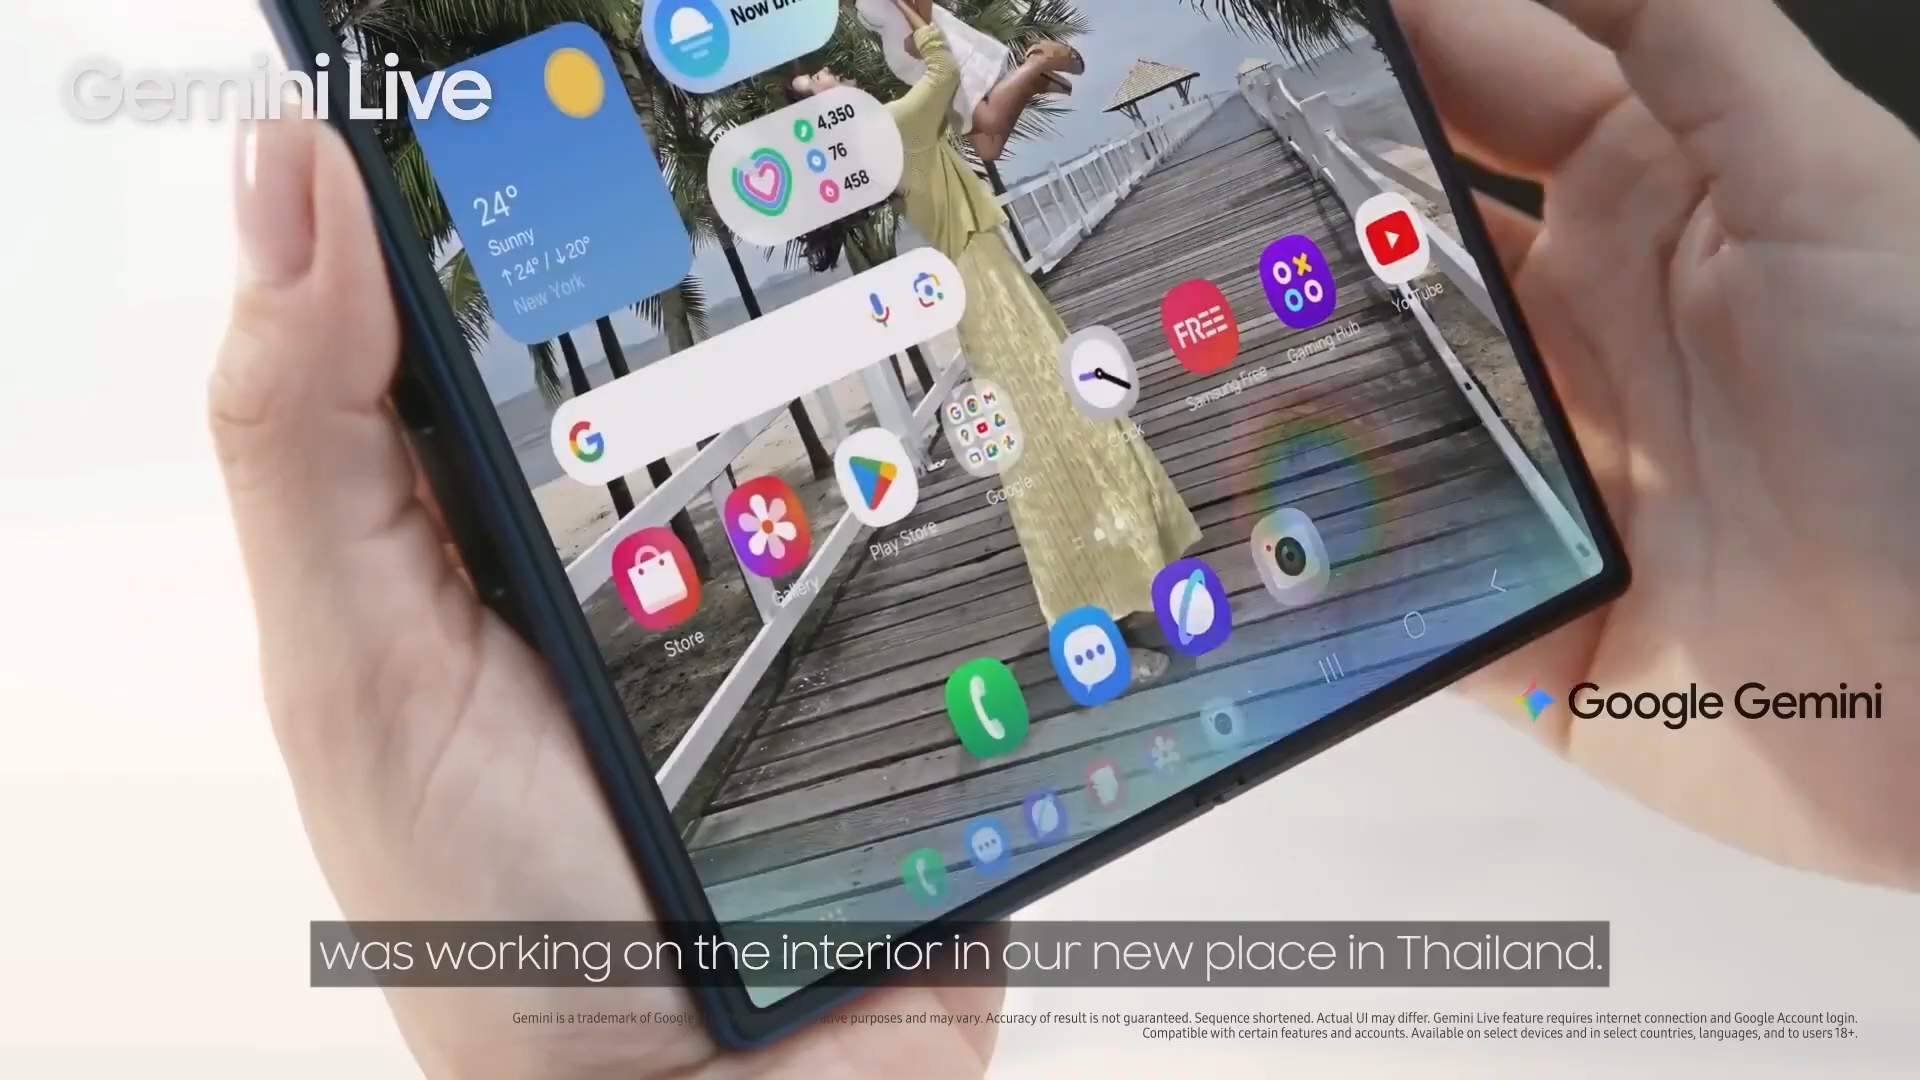 Gemini Live
Now
4,350
76
458
24°
Sunny
↑24° / ↓20°
New York
FREE
YouTube
Gaming Hub
Samsung Free
Clock
Google
Play Store
Gallery
Store
Google Gemini
was working on the interior in our new place in Thailand.
Gemini is a trademark of Google purposes and may vary. Accuracy of result is not guaranteed. Sequence shortened. Actual UI may differ. Gemini Live feature requires internet connection and Google Account login.
Compatible with certain features and accounts. Available on select devices and in select countries, languages, and to users 18+.